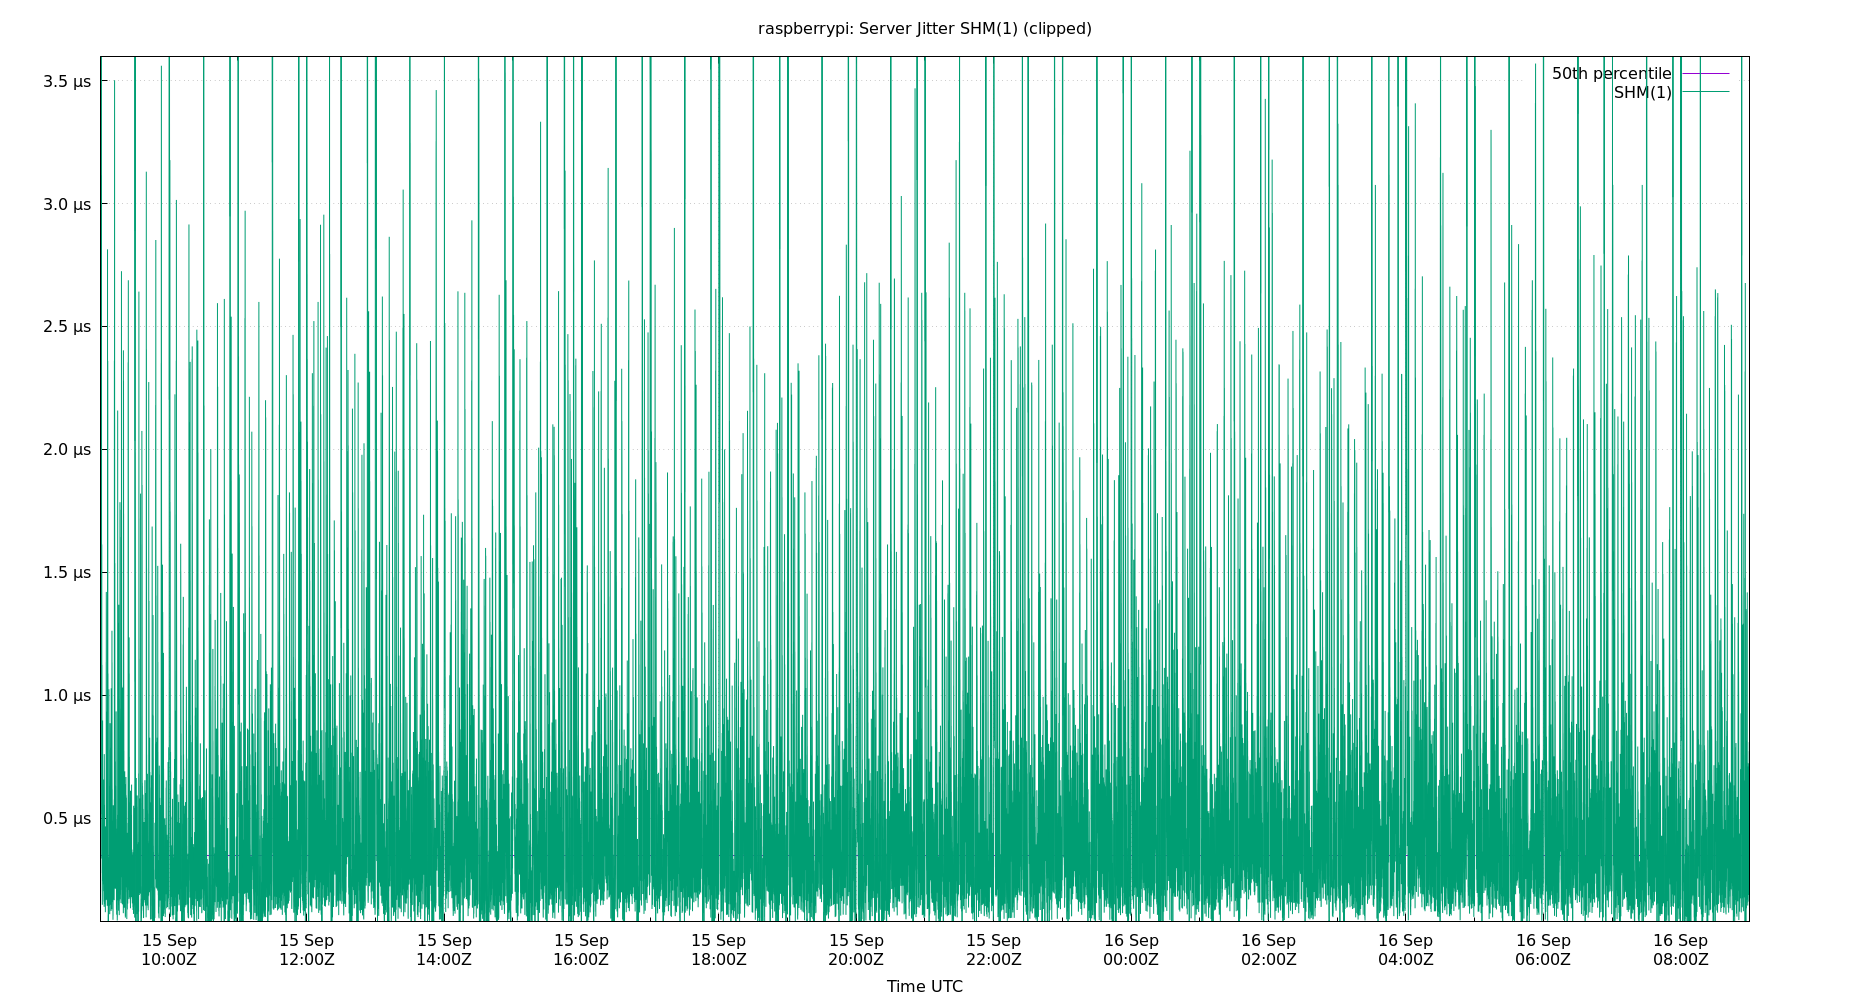 raspberrypi: Server Jitter SHM(1) (clipped)
3.5 µs
3.0 µs
2.5 µs
2.0 µs
1.5 µs
1.0 µs
0.5 µs
50th percentile
SHM(1)
15 Sep 15 Sep 15 Sep 15 Sep 15 Sep 15 Sep 15 Sep 16 Sep 16 Sep 16 Sep 16 Sep 16 Sep
10:00Z 12:00Z 14:00Z 16:00Z 18:00Z 20:00Z 22:00Z 00:00Z 02:00Z 04:00Z 06:00Z 08:00Z
Time UTC